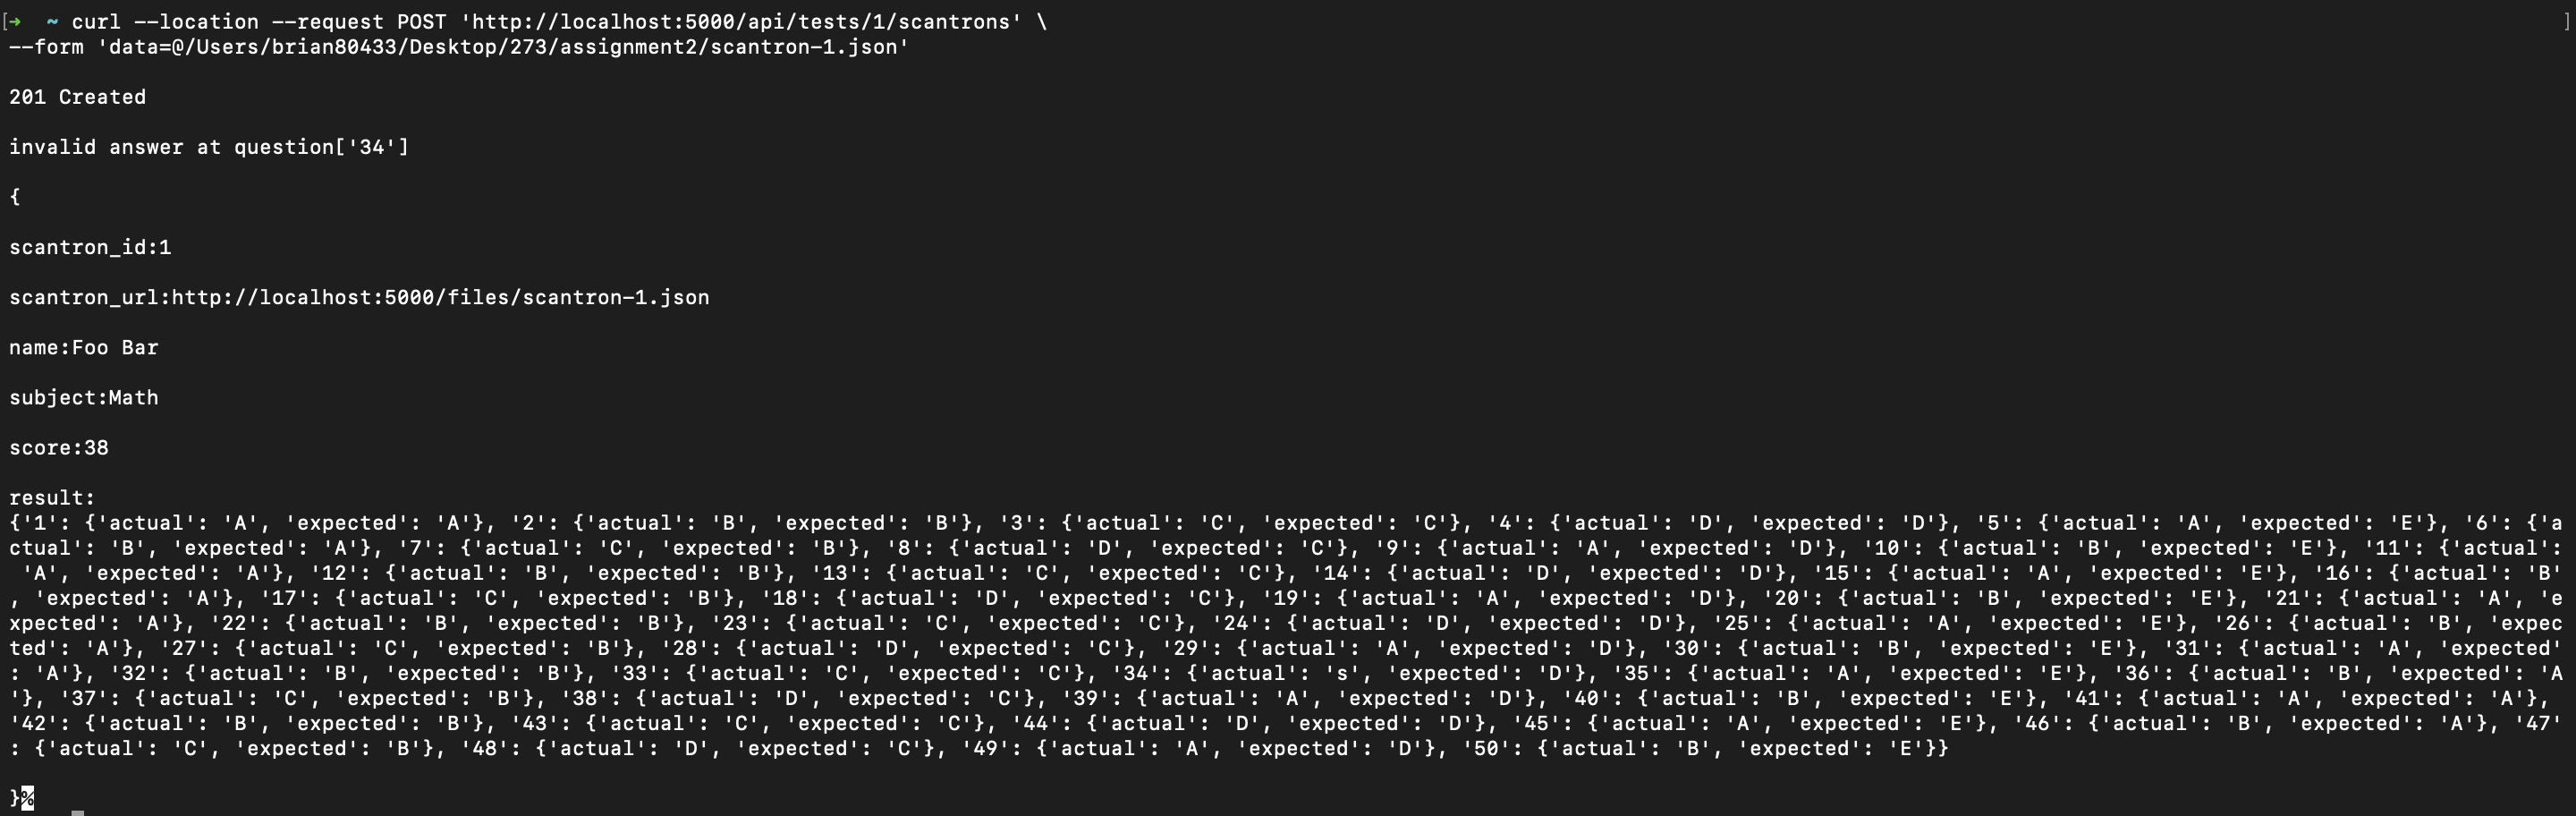 [➜  ~ curl --location --request POST 'http://localhost:5000/api/tests/1/scantrons' \ ]
--form 'data=@/Users/brian80433/Desktop/273/assignment2/scantron-1.json'
201 Created
invalid answer at question['34']
{
scantron_id:1
scantron_url:http://localhost:5000/files/scantron-1.json
name:Foo Bar
subject:Math
score:38
result:
{'1': {'actual': 'A', 'expected': 'A'}, '2': {'actual': 'B', 'expected': 'B'}, '3': {'actual': 'C', 'expected': 'C'}, '4': {'actual': 'D', 'expected': 'D'}, '5': {'actual': 'A', 'expected': 'E'}, '6': {'a
ctual': 'B', 'expected': 'A'}, '7': {'actual': 'C', 'expected': 'B'}, '8': {'actual': 'D', 'expected': 'C'}, '9': {'actual': 'A', 'expected': 'D'}, '10': {'actual': 'B', 'expected': 'E'}, '11': {'actual':
 'A', 'expected': 'A'}, '12': {'actual': 'B', 'expected': 'B'}, '13': {'actual': 'C', 'expected': 'C'}, '14': {'actual': 'D', 'expected': 'D'}, '15': {'actual': 'A', 'expected': 'E'}, '16': {'actual': 'B'
, 'expected': 'A'}, '17': {'actual': 'C', 'expected': 'B'}, '18': {'actual': 'D', 'expected': 'C'}, '19': {'actual': 'A', 'expected': 'D'}, '20': {'actual': 'B', 'expected': 'E'}, '21': {'actual': 'A', 'e
xpected': 'A'}, '22': {'actual': 'B', 'expected': 'B'}, '23': {'actual': 'C', 'expected': 'C'}, '24': {'actual': 'D', 'expected': 'D'}, '25': {'actual': 'A', 'expected': 'E'}, '26': {'actual': 'B', 'expec
ted': 'A'}, '27': {'actual': 'C', 'expected': 'B'}, '28': {'actual': 'D', 'expected': 'C'}, '29': {'actual': 'A', 'expected': 'D'}, '30': {'actual': 'B', 'expected': 'E'}, '31': {'actual': 'A', 'expected'
: 'A'}, '32': {'actual': 'B', 'expected': 'B'}, '33': {'actual': 'C', 'expected': 'C'}, '34': {'actual': 's', 'expected': 'D'}, '35': {'actual': 'A', 'expected': 'E'}, '36': {'actual': 'B', 'expected': 'A
'}, '37': {'actual': 'C', 'expected': 'B'}, '38': {'actual': 'D', 'expected': 'C'}, '39': {'actual': 'A', 'expected': 'D'}, '40': {'actual': 'B', 'expected': 'E'}, '41': {'actual': 'A', 'expected': 'A'},
'42': {'actual': 'B', 'expected': 'B'}, '43': {'actual': 'C', 'expected': 'C'}, '44': {'actual': 'D', 'expected': 'D'}, '45': {'actual': 'A', 'expected': 'E'}, '46': {'actual': 'B', 'expected': 'A'}, '47'
: {'actual': 'C', 'expected': 'B'}, '48': {'actual': 'D', 'expected': 'C'}, '49': {'actual': 'A', 'expected': 'D'}, '50': {'actual': 'B', 'expected': 'E'}}
}%